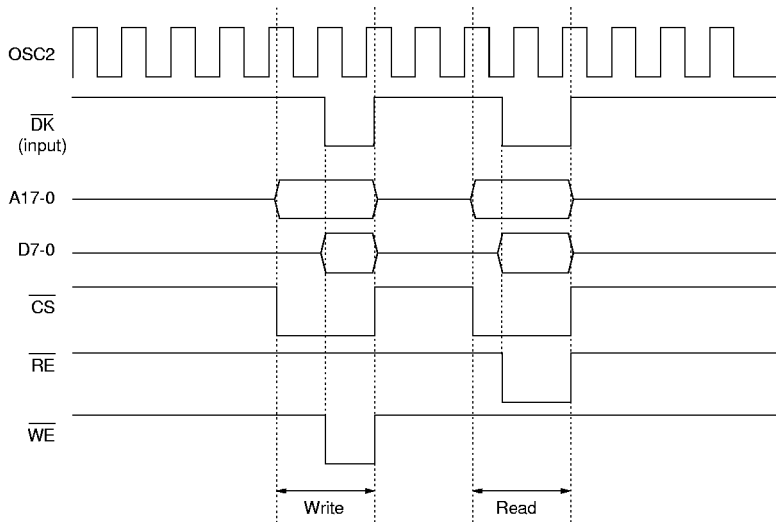 OSC2
DK
(input)
A17-0
D7-0
CS
RE
WE
Write
Read